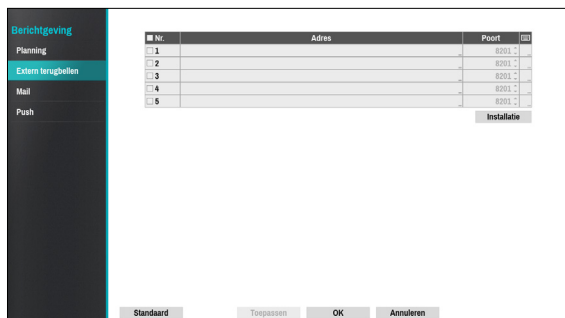 Berichtgeving
Planning
Extern terugbellen
Mail
Push
Nr. Adres Poort
1 ... 8201 ...
2 ... 8201 ...
3 ... 8201 ...
4 ... 8201 ...
5 ... 8201 ...
Installatie
Standaard Toepassen OK Annuleren